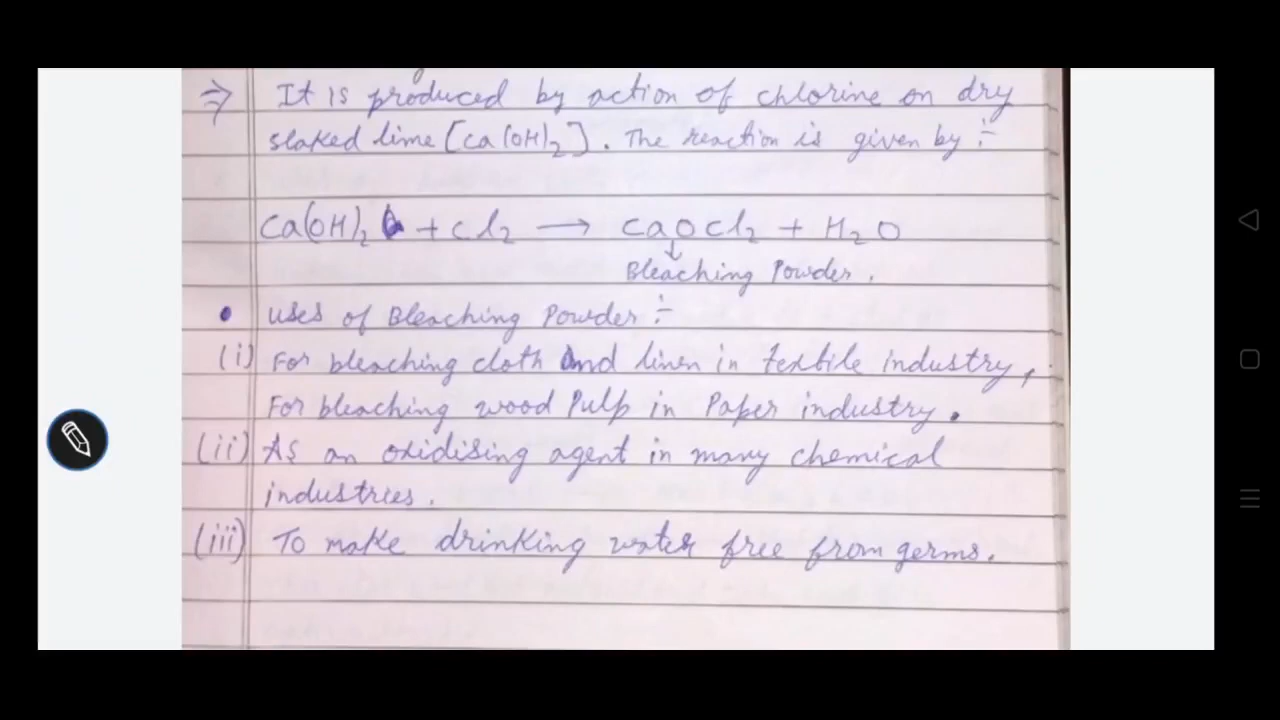 ⇒ It is produced by action of chlorine on dry
slaked lime [Ca(OH)2]. The reaction is given by :-
Ca(OH)2 + Cl2 → CaOCl2 + H2O
↓
Bleaching Powder.
• Uses of Bleaching Powder :-
(i) For bleaching cloth and linen in textile industry,
For bleaching wood Pulp in Paper industry.
(ii) As an oxidising agent in many chemical
industries.
(iii) To make drinking water free from germs.